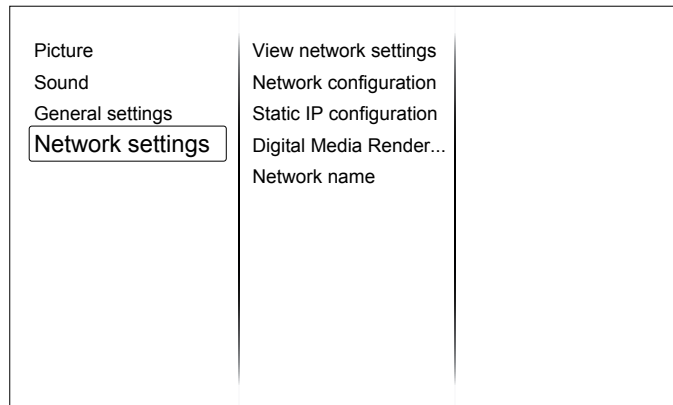 Picture
Sound
General settings
Network settings
View network settings
Network configuration
Static IP configuration
Digital Media Render...
Network name